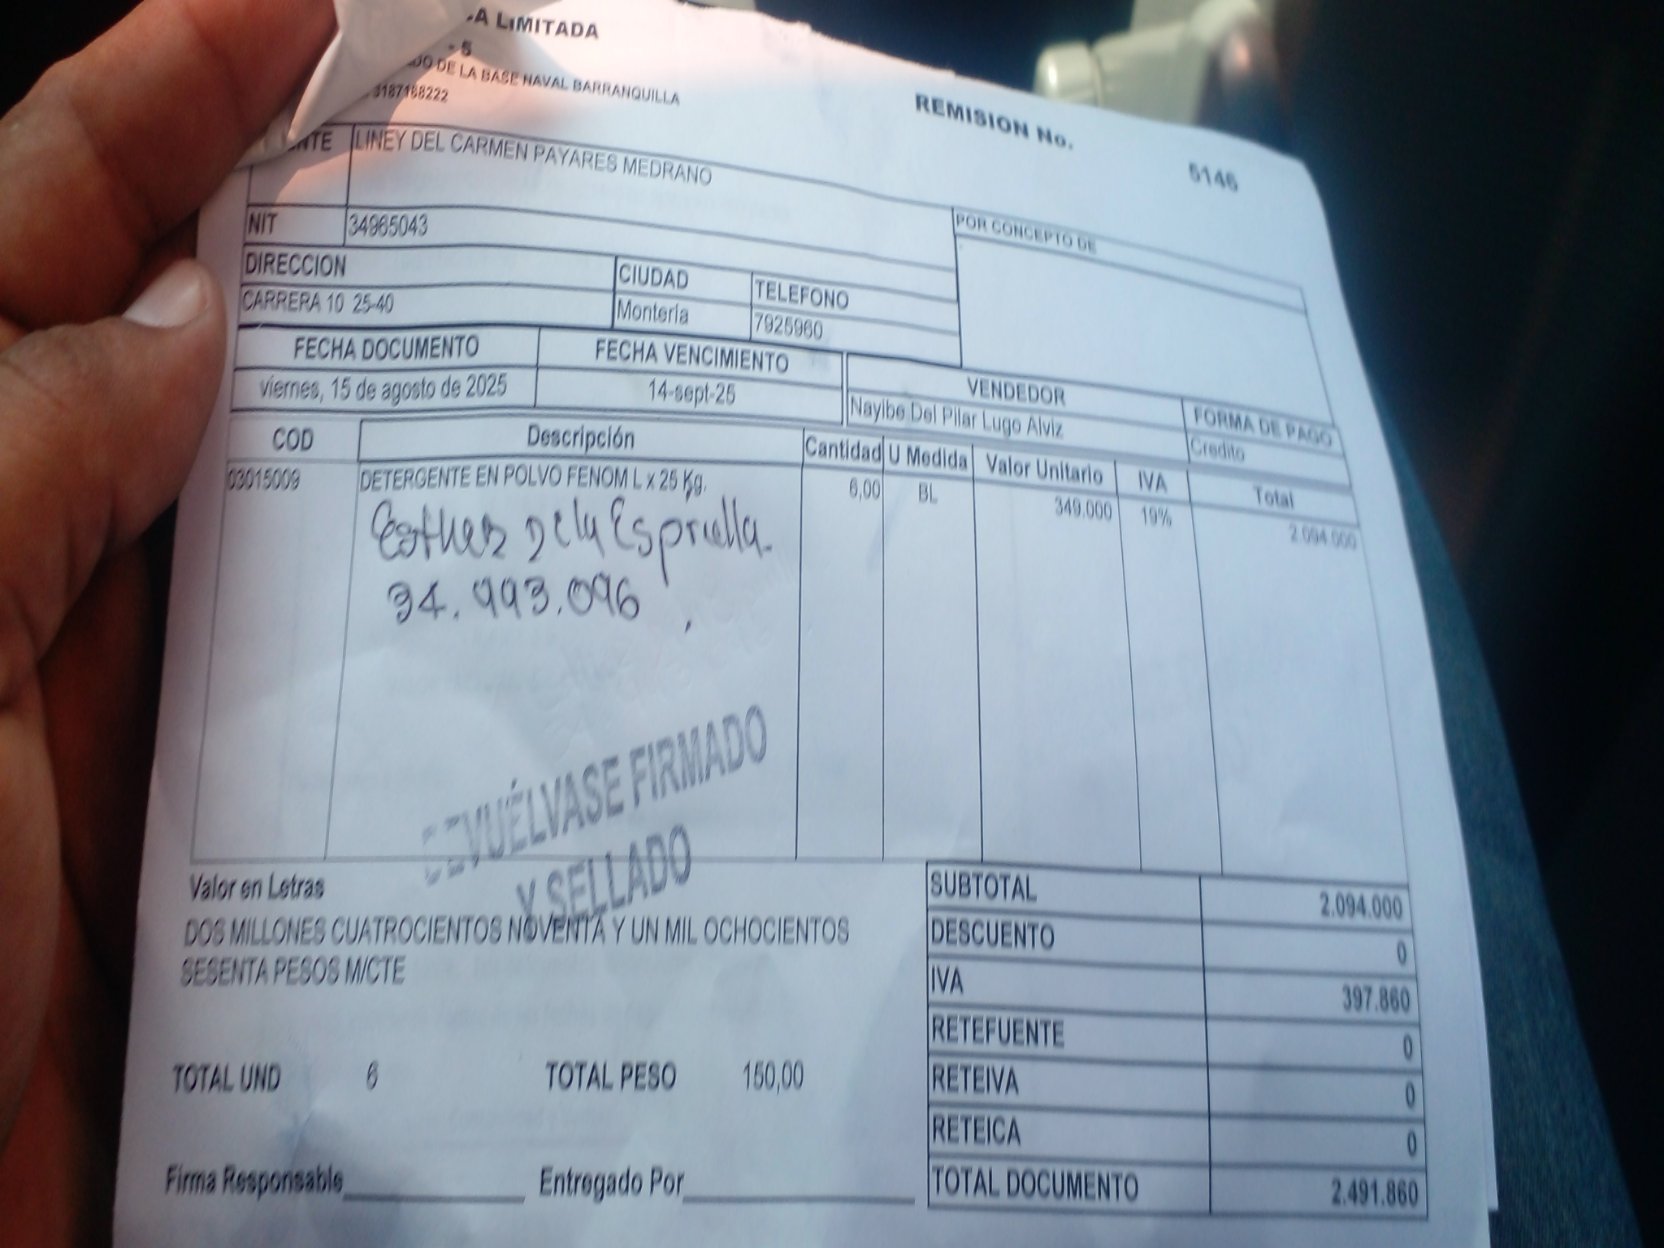 LIMITADA
- 5
DE LA BASE NAVAL BARRANQUILLA
3187188222
REMISION No.
5146
LINEY DEL CARMEN PAYARES MEDRANO
NIT 34965043
POR CONCEPTO DE
DIRECCION CIUDAD TELEFONO
CARRERA 10 25-40 Montería 7925960
FECHA DOCUMENTO FECHA VENCIMIENTO VENDEDOR FORMA DE PAGO
viernes, 15 de agosto de 2025 14-sept-25 Nayibe Del Pilar Lugo Alviz Credito
COD Descripción Cantidad U Medida Valor Unitario IVA Total
03015009 DETERGENTE EN POLVO FENOM L x 25 Kg. 6,00 BL 349.000 19% 2.094.000
Esther De la Espriella.
34.993.096
DEVUÉLVASE FIRMADO
Y SELLADO
Valor en Letras
DOS MILLONES CUATROCIENTOS NOVENTA Y UN MIL OCHOCIENTOS
SESENTA PESOS M/CTE
SUBTOTAL 2.094.000
DESCUENTO 0
IVA 397.860
RETEFUENTE 0
RETEIVA 0
RETEICA 0
TOTAL DOCUMENTO 2.491.860
TOTAL UND 6 TOTAL PESO 150,00
Firma Responsable Entregado Por